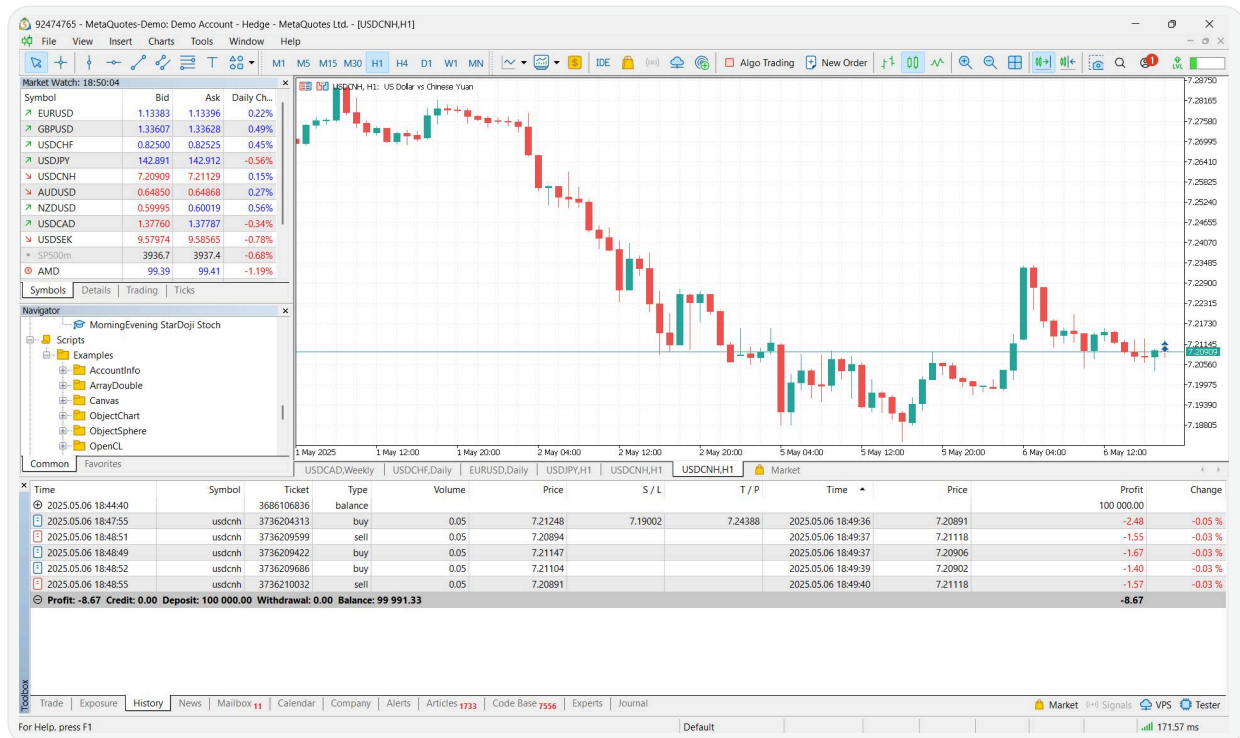 92474765 - MetaQuotes-Demo: Demo Account - Hedge - MetaQuotes Ltd. - [USDCNH,H1]
File View Insert Charts Tools Window Help
M1 M5 M15 M30 H1 H4 D1 W1 MN IDE Algo Trading New Order 1 LVL
Market Watch: 18:50:04
Symbol Bid Ask Daily Ch...
EURUSD 1.13383 1.13396 0.22%
GBPUSD 1.33607 1.33628 0.49%
USDCHF 0.82500 0.82525 0.45%
USDJPY 142.891 142.912 -0.56%
USDCNH 7.20909 7.21129 0.15%
AUDUSD 0.64850 0.64868 0.27%
NZDUSD 0.59995 0.60019 0.56%
USDCAD 1.37760 1.37787 -0.34%
USDSEK 9.57974 9.58565 -0.78%
SP500m 3936.7 3937.4 -0.68%
AMD 99.39 99.41 -1.19%
Symbols Details Trading Ticks
Navigator
MorningEvening StarDoji Stoch
Scripts
Examples
AccountInfo
ArrayDouble
Canvas
ObjectChart
ObjectSphere
OpenCL
Common Favorites
USDCNH, H1: US Dollar vs Chinese Yuan
7.28750
7.28165
7.27580
7.26995
7.26410
7.25825
7.25240
7.24655
7.24070
7.23485
7.22900
7.22315
7.21730
7.21145
7.20909
7.20560
7.19975
7.19390
7.18805
1 May 2025 1 May 12:00 1 May 20:00 2 May 04:00 2 May 12:00 2 May 20:00 5 May 04:00 5 May 12:00 5 May 20:00 6 May 04:00 6 May 12:00
USDCAD,Weekly USDCHF,Daily EURUSD,Daily USDJPY,H1 USDCNH,H1 USDCNH,H1 Market
Time Symbol Ticket Type Volume Price S / L T / P Time Price Profit Change
2025.05.06 18:44:40 3686106836 balance 100 000.00
2025.05.06 18:47:55 usdcnh 3736204313 buy 0.05 7.21248 7.19002 7.24388 2025.05.06 18:49:36 7.20891 -2.48 -0.05 %
2025.05.06 18:48:51 usdcnh 3736209599 sell 0.05 7.20894 2025.05.06 18:49:37 7.21118 -1.55 -0.03 %
2025.05.06 18:48:49 usdcnh 3736209422 buy 0.05 7.21147 2025.05.06 18:49:37 7.20906 -1.67 -0.03 %
2025.05.06 18:48:52 usdcnh 3736209686 buy 0.05 7.21104 2025.05.06 18:49:39 7.20902 -1.40 -0.03 %
2025.05.06 18:48:55 usdcnh 3736210032 sell 0.05 7.20891 2025.05.06 18:49:40 7.21118 -1.57 -0.03 %
Profit: -8.67 Credit: 0.00 Deposit: 100 000.00 Withdrawal: 0.00 Balance: 99 991.33 -8.67
Toolbox
Trade Exposure History News Mailbox 11 Calendar Company Alerts Articles 1733 Code Base 7556 Experts Journal Market Signals VPS Tester
For Help, press F1 Default 171.57 ms